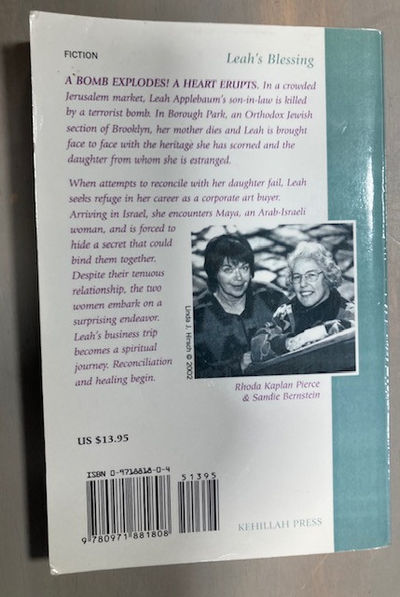 FICTION
Leah's Blessing
A BOMB EXPLODES! A HEART ERUPTS. In a crowded
Jerusalem market, Leah Applebaum's son-in-law is killed
by a terrorist bomb. In Borough Park, an Orthodox Jewish
section of Brooklyn, her mother dies and Leah is brought
face to face with the heritage she has scorned and the
daughter from whom she is estranged.
When attempts to reconcile with her daughter fail, Leah
seeks refuge in her career as a corporate art buyer.
Arriving in Israel, she encounters Maya, an Arab-Israeli
woman, and is forced to
hide a secret that could
bind them together.
Despite their tenuous
relationship, the two
women embark on a
surprising endeavor.
Leah's business trip
becomes a spiritual
journey. Reconciliation
and healing begin.
Linda J. Hirsch © 2002
Rhoda Kaplan Pierce
& Sandie Bernstein
US $13.95
ISBN 0-9718818-0-4
51395
9 780971 881808
KEHILLAH PRESS